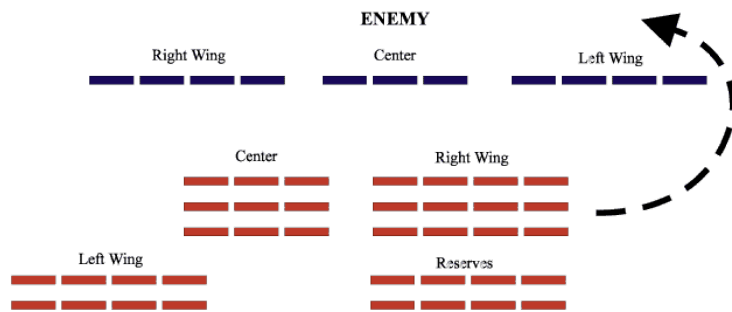 ENEMY
Right Wing
Center
Left Wing
Center
Right Wing
Left Wing
Reserves